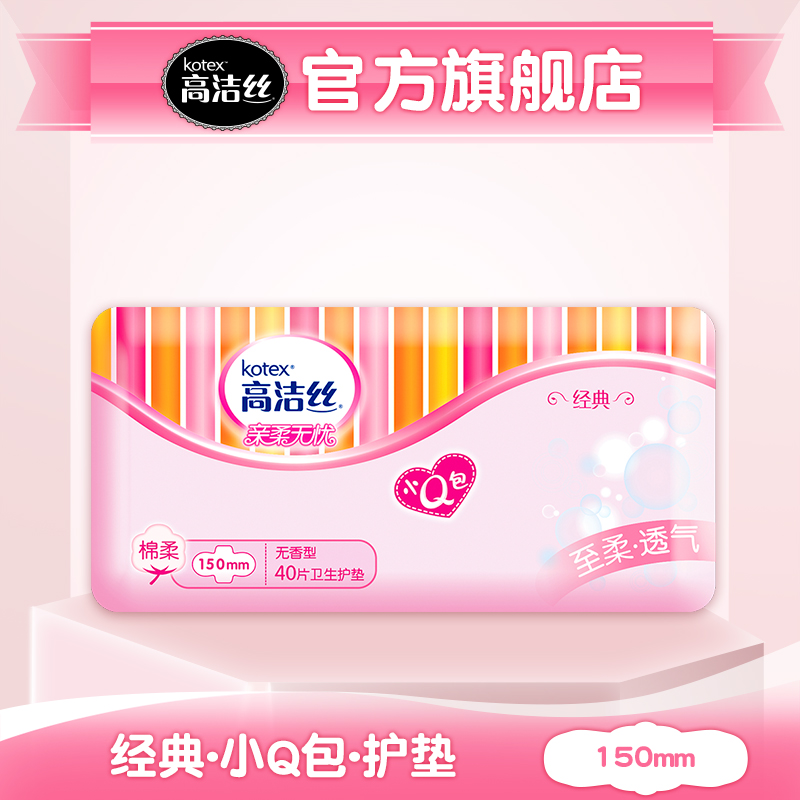 kotex™
高洁丝®
官方旗舰店
kotex®
高洁丝®
亲柔无忧
经典
小Q包
棉柔
150mm
无香型
40片卫生护垫
至柔·透气
经典·小Q包·护垫
150mm